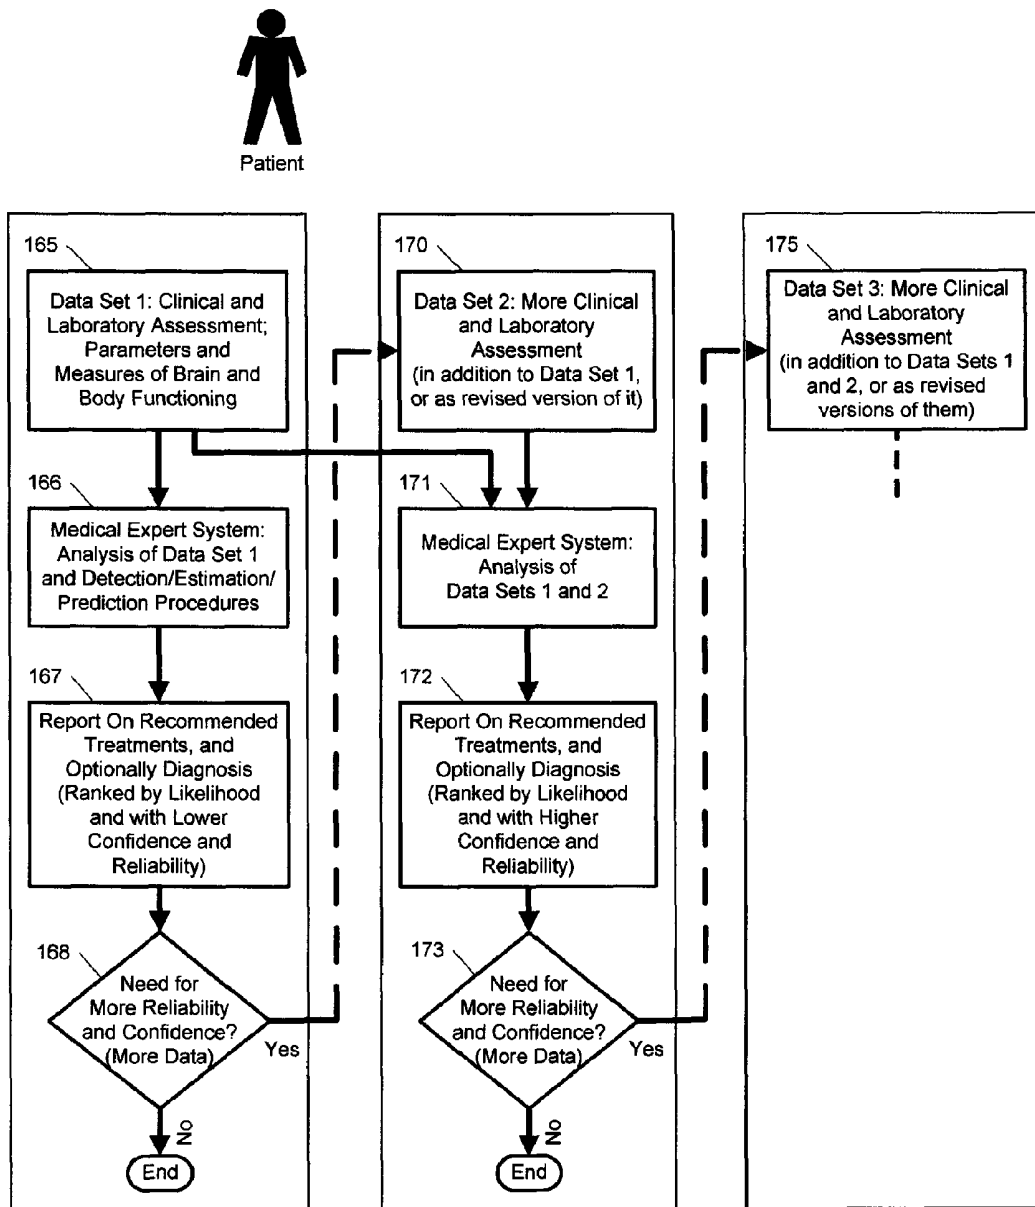 Patient
165
Data Set 1: Clinical and
Laboratory Assessment;
Parameters and
Measures of Brain and
Body Functioning
166
Medical Expert System:
Analysis of Data Set 1
and Detection/Estimation/
Prediction Procedures
167
Report On Recommended
Treatments, and
Optionally Diagnosis
(Ranked by Likelihood
and with Lower
Confidence and
Reliability)
168
Need for
More Reliability
and Confidence?
(More Data)
Yes
No
End
170
Data Set 2: More Clinical
and Laboratory
Assessment
(in addition to Data Set 1,
or as revised version of it)
171
Medical Expert System:
Analysis of
Data Sets 1 and 2
172
Report On Recommended
Treatments, and
Optionally Diagnosis
(Ranked by Likelihood
and with Higher
Confidence and
Reliability)
173
Need for
More Reliability
and Confidence?
(More Data)
Yes
No
End
175
Data Set 3: More Clinical
and Laboratory
Assessment
(in addition to Data Sets 1
and 2, or as revised
versions of them)